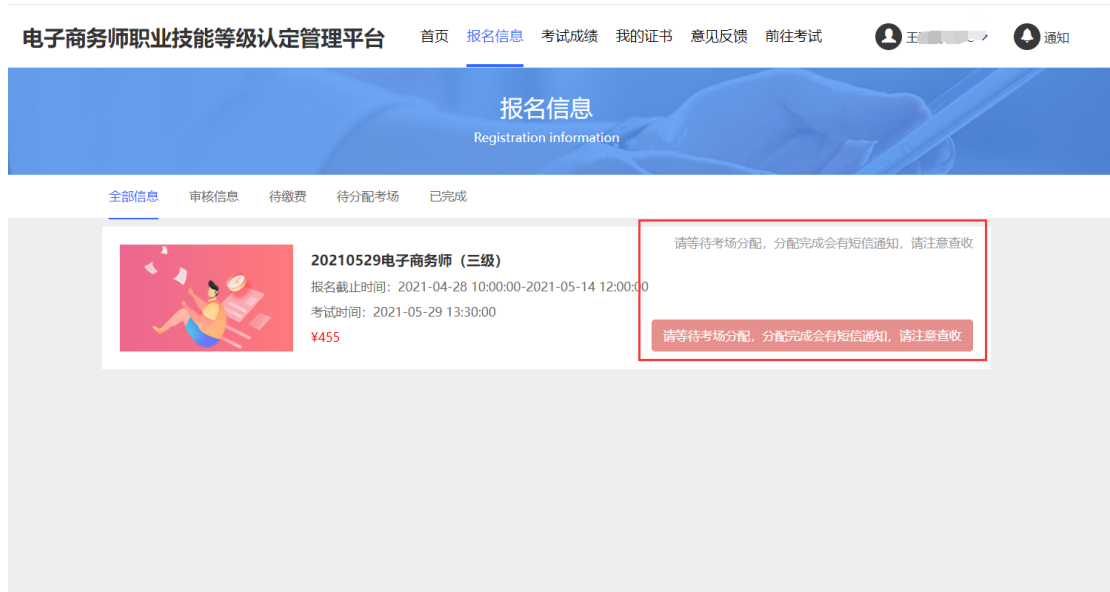 电子商务师职业技能等级认定管理平台 首页 报名信息 考试成绩 我的证书 意见反馈 前往考试 王 通知
报名信息
Registration information
全部信息 审核信息 待缴费 待分配考场 已完成
请等待考场分配，分配完成会有短信通知，请注意查收
20210529电子商务师（三级）
报名截止时间：2021-04-28 10:00:00-2021-05-14 12:00:00
考试时间：2021-05-29 13:30:00
¥455
请等待考场分配，分配完成会有短信通知，请注意查收